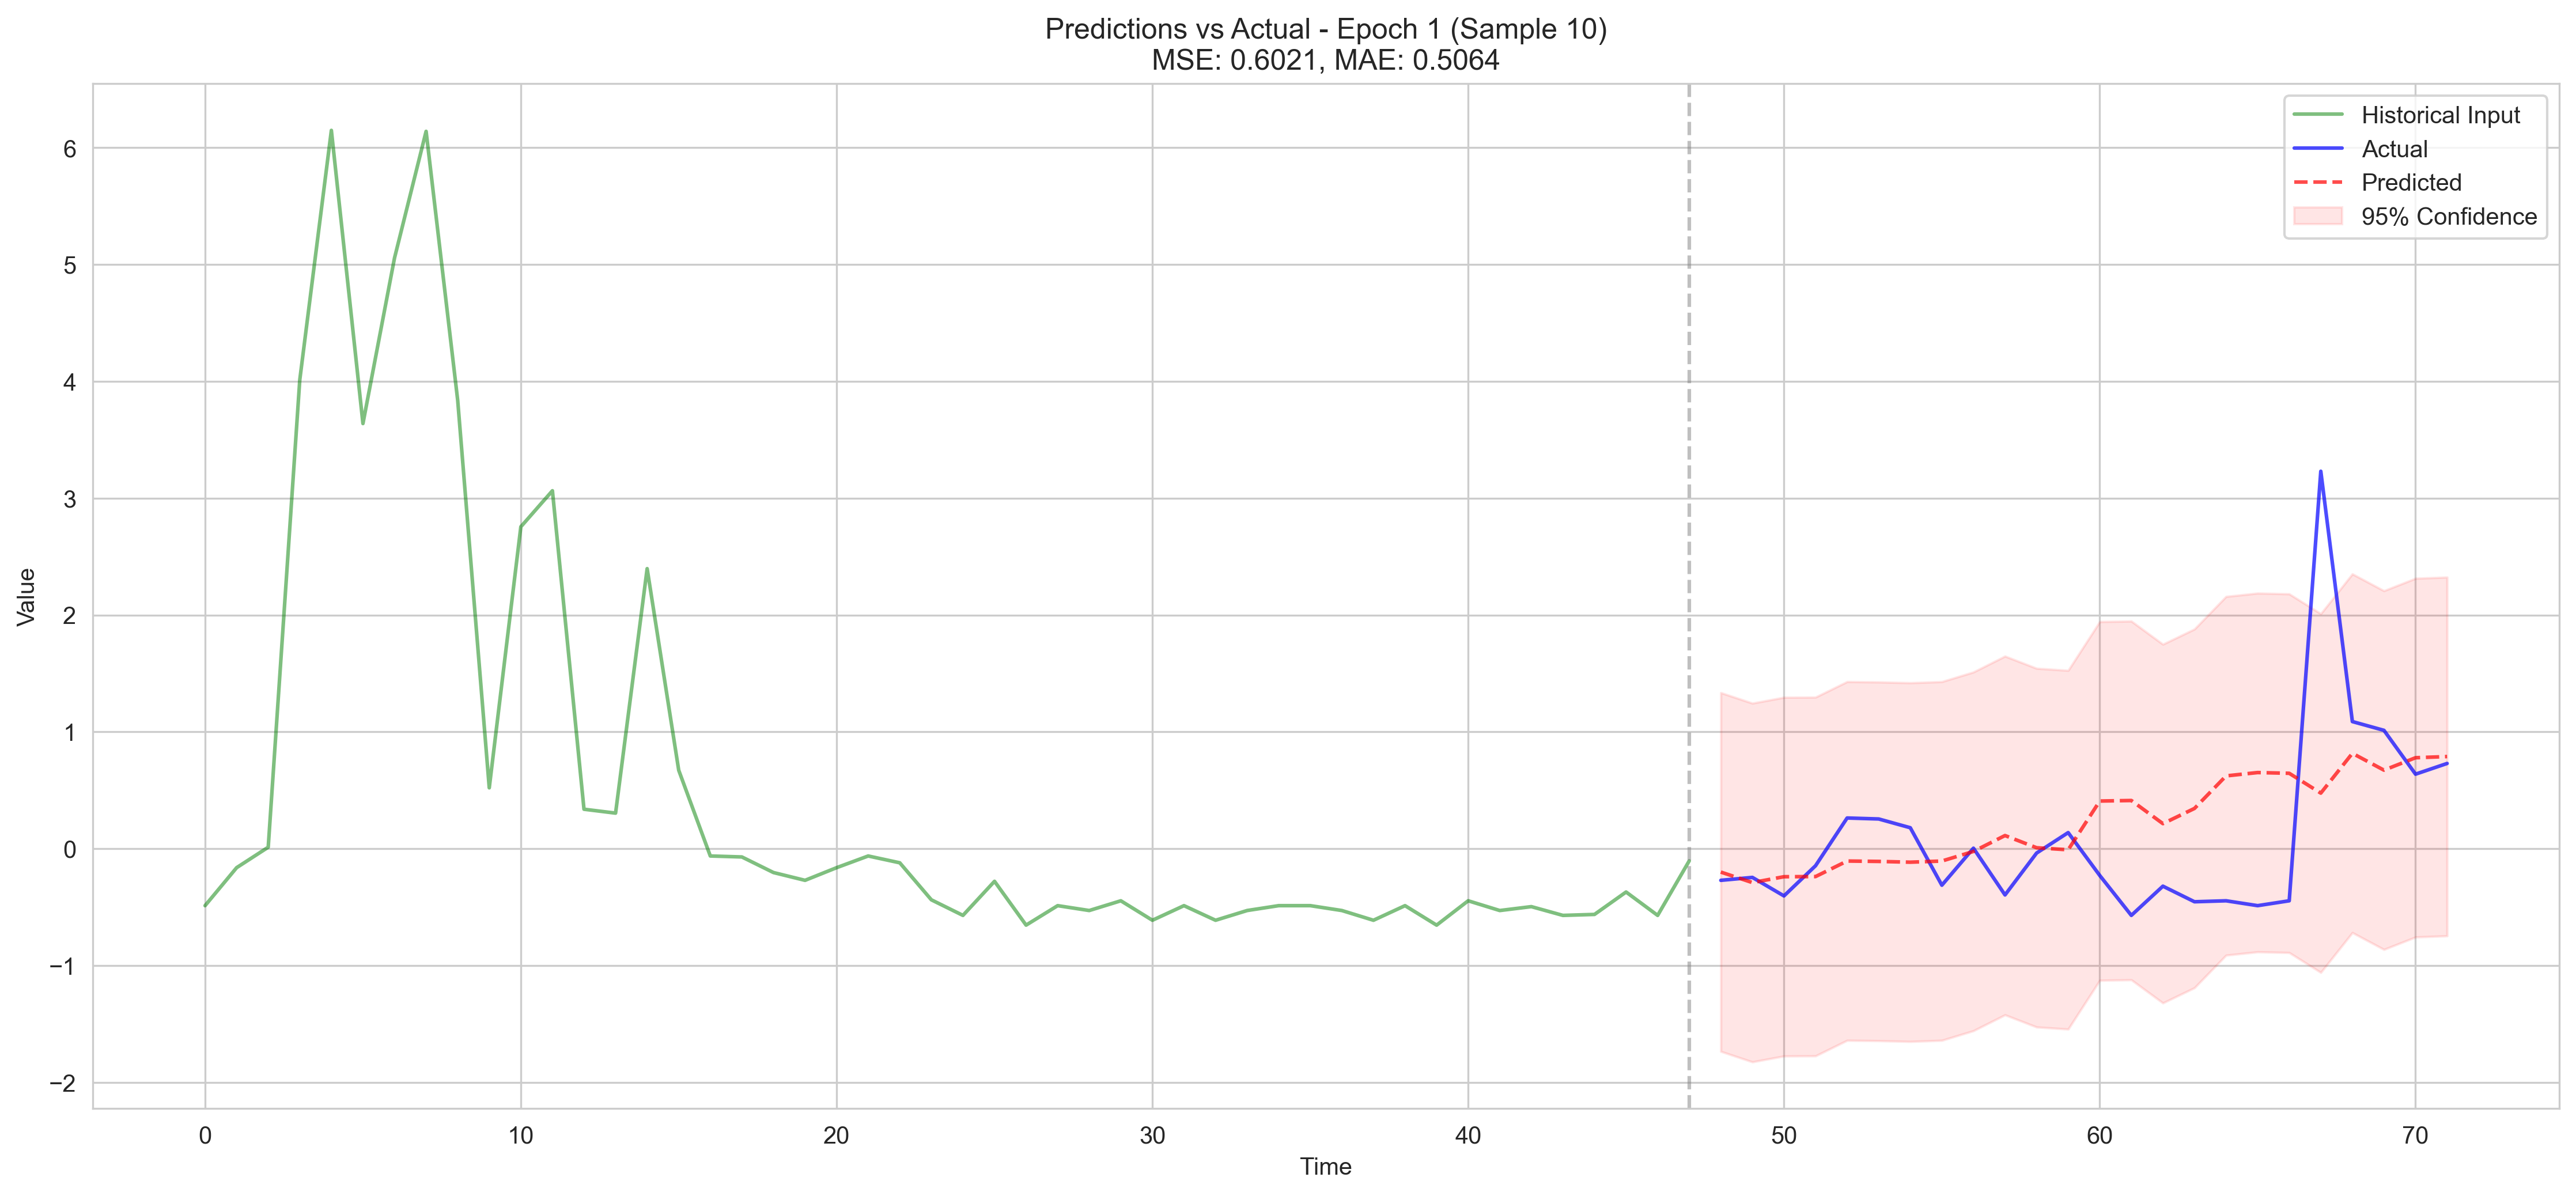 Predictions vs Actual - Epoch 1 (Sample 10)
MSE: 0.6021, MAE: 0.5064
Historical Input
Actual
Predicted
95% Confidence
Value
6
5
4
3
2
1
0
−1
−2
0 10 20 30 40 50 60 70
Time